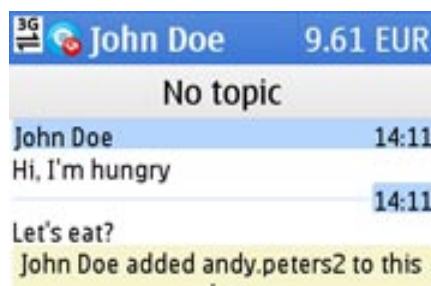 3G John Doe 9.61 EUR
No topic
John Doe 14:11
Hi, I'm hungry
14:11
Let's eat?
John Doe added andy.peters2 to this